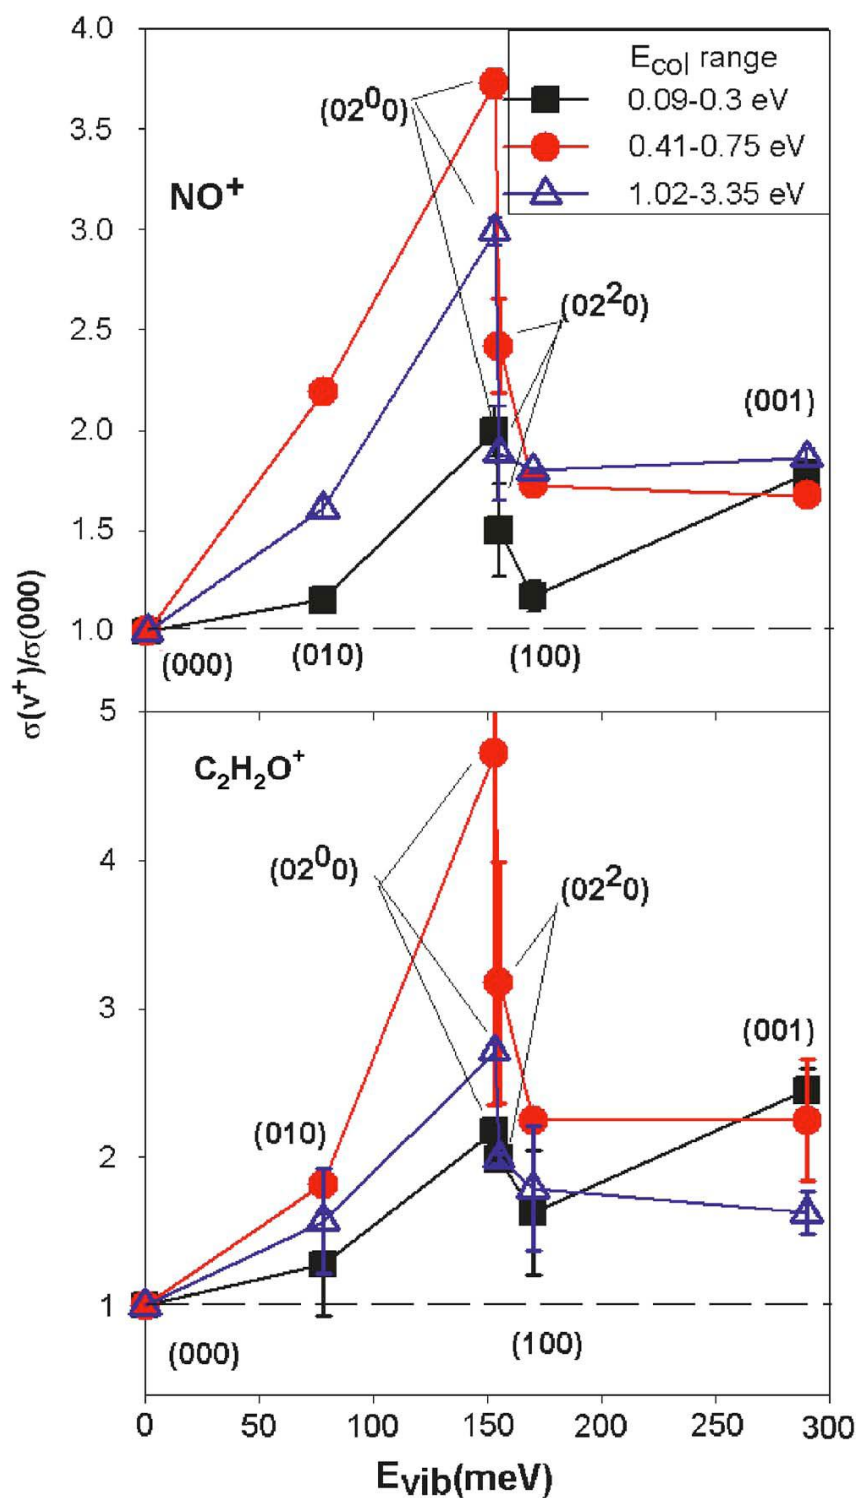 4.0
E_col range
0.09-0.3 eV
0.41-0.75 eV
1.02-3.35 eV
(02⁰0)
3.5
NO⁺
3.0
(02²0)
2.5
(001)
2.0
1.5
1.0
(000)
(010)
(100)
σ(v⁺)/σ(000)
5
C₂H₂O⁺
(02⁰0)
(02²0)
4
3
(001)
(010)
2
1
(000)
(100)
0 50 100 150 200 250 300
E_vib(meV)